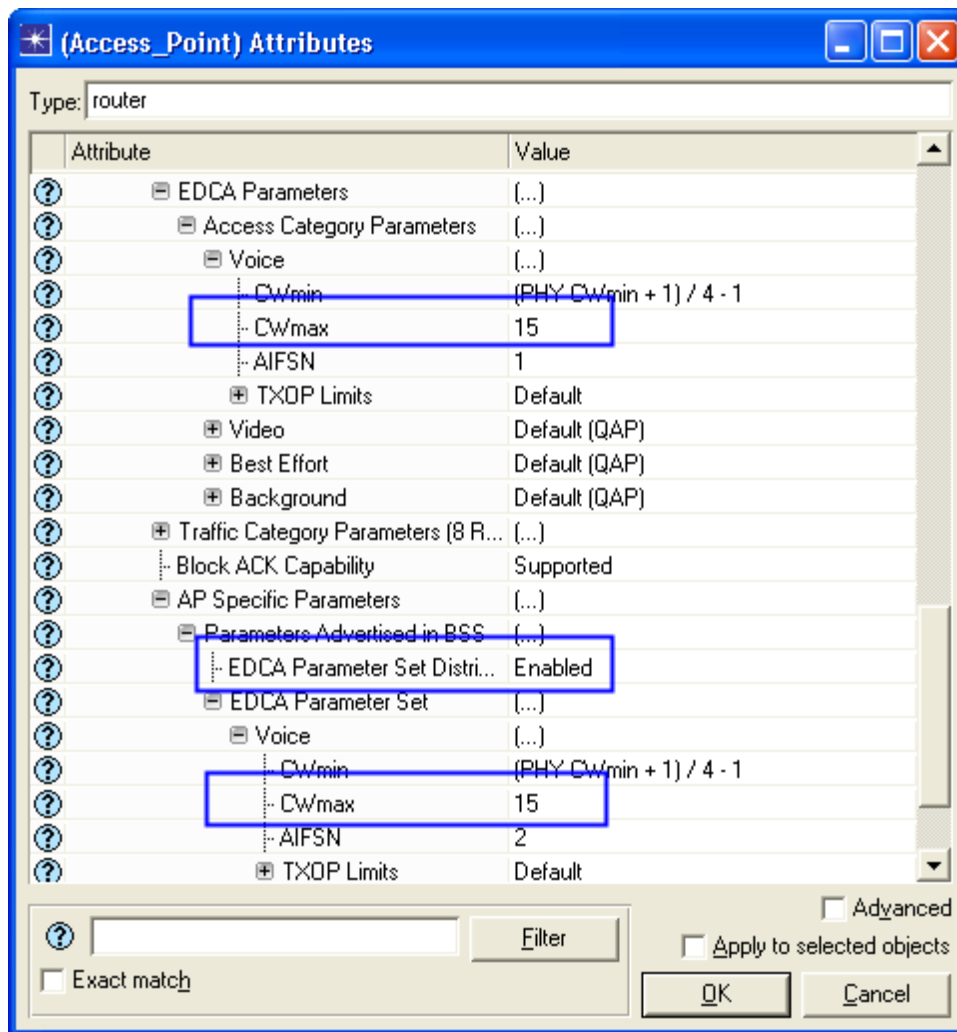 (Access_Point) Attributes
Type: router
Attribute Value
EDCA Parameters (...)
Access Category Parameters (...)
Voice (...)
CWmin (PHY CWmin + 1) / 4 - 1
CWmax 15
AIFSN 1
TXOP Limits Default
Video Default (QAP)
Best Effort Default (QAP)
Background Default (QAP)
Traffic Category Parameters (8 R... (...)
Block ACK Capability Supported
AP Specific Parameters (...)
Parameters Advertised in BSS (...)
EDCA Parameter Set Distri... Enabled
EDCA Parameter Set (...)
Voice (...)
CWmin (PHY CWmin + 1) / 4 - 1
CWmax 15
AIFSN 2
TXOP Limits Default
Advanced
Filter
Apply to selected objects
Exact match
OK Cancel